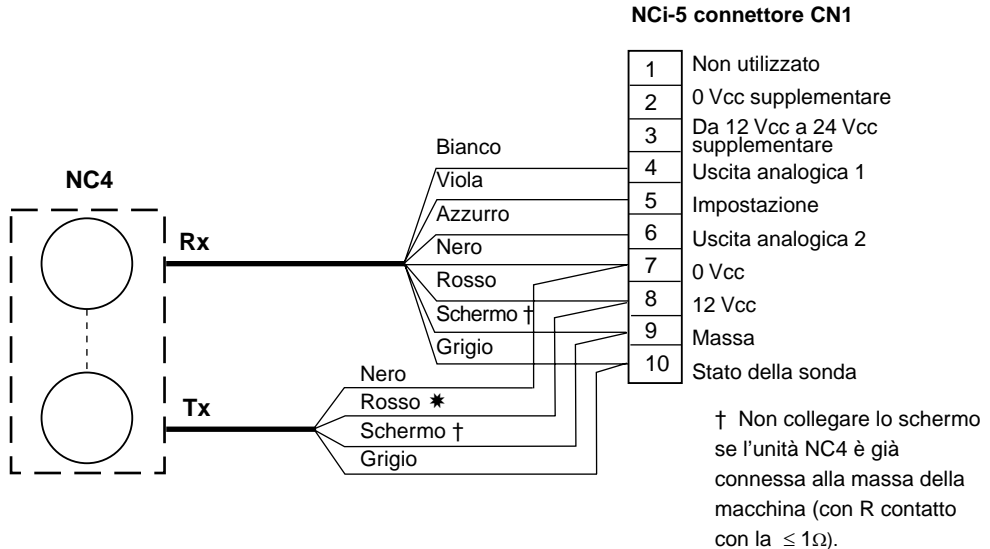 NCi-5 connettore CN1
1 Non utilizzato
2 0 Vcc supplementare
3 Da 12 Vcc a 24 Vcc
supplementare
4 Uscita analogica 1
5 Impostazione
6 Uscita analogica 2
7 0 Vcc
8 12 Vcc
9 Massa
10 Stato della sonda
NC4
Rx
Bianco
Viola
Azzurro
Nero
Rosso
Schermo †
Grigio
Tx
Nero
Rosso ✷
Schermo †
Grigio
† Non collegare lo schermo
se l'unità NC4 è già
connessa alla massa della
macchina (con R contatto
con la ≤ 1Ω).